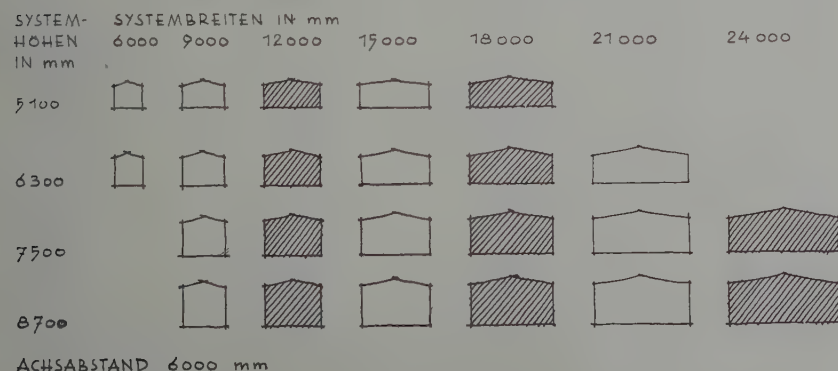 SYSTEM- SYSTEMBREITEN IN mm
HÖHEN 6000 9000 12000 15000 18000 21000 24000
IN mm
5100
6300
7500
8700
ACHSABSTAND 6000 mm